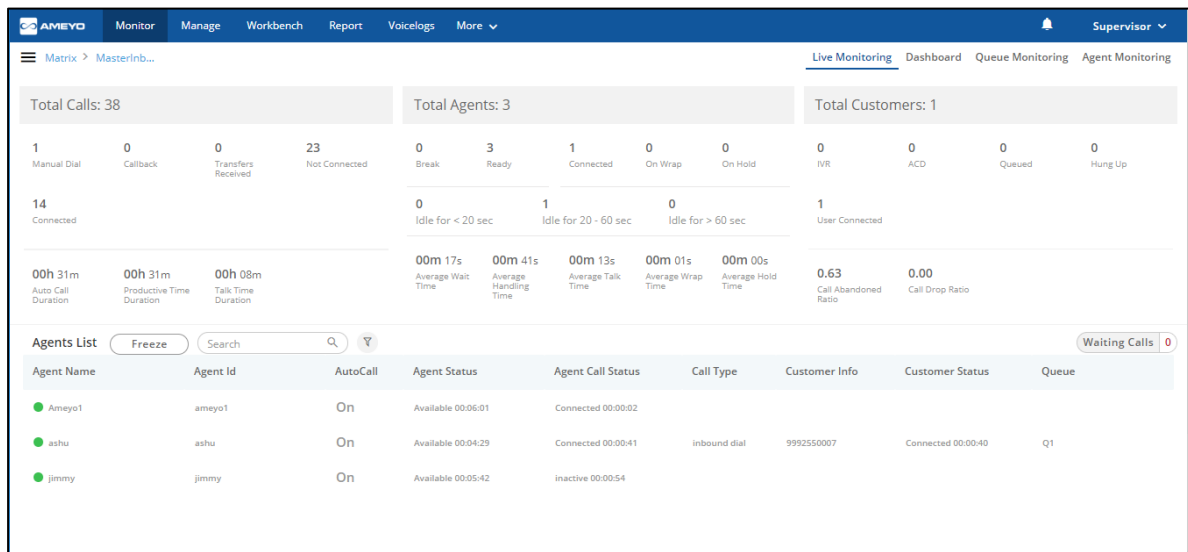 AMEYO Monitor Manage Workbench Report Voicelogs More Supervisor
Matrix > MasterInb... Live Monitoring Dashboard Queue Monitoring Agent Monitoring
Total Calls: 38 Total Agents: 3 Total Customers: 1
1 0 0 23 0 3 1 0 0 0 0 0 0
Manual Dial Callback Transfers Received Not Connected Break Ready Connected On Wrap On Hold IVR ACD Queued Hung Up
14 0 1 0 1
Connected Idle for < 20 sec Idle for 20 - 60 sec Idle for > 60 sec User Connected
00h 31m 00h 31m 00h 08m 00m 17s 00m 41s 00m 13s 00m 01s 00m 00s 0.63 0.00
Auto Call Duration Productive Time Duration Talk Time Duration Average Wait TIme Average Handling Time Average Talk Time Average Wrap Time Average Hold Time Call Abandoned Ratio Call Drop Ratio
Agents List Freeze Search Waiting Calls 0
Agent Name Agent Id AutoCall Agent Status Agent Call Status Call Type Customer Info Customer Status Queue
Ameyo1 ameyo1 On Available 00:06:01 Connected 00:00:02
ashu ashu On Available 00:04:29 Connected 00:00:41 inbound dial 9992550007 Connected 00:00:40 Q1
jimmy jimmy On Available 00:05:42 inactive 00:00:54